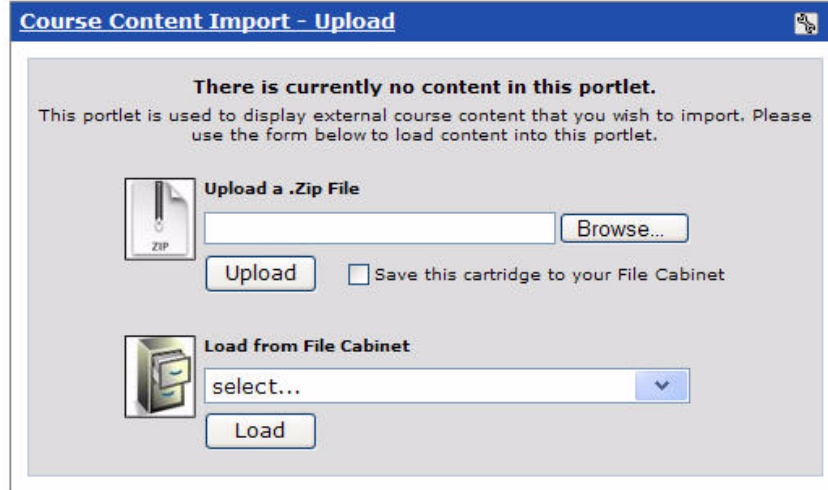 Course Content Import - Upload
There is currently no content in this portlet.
This portlet is used to display external course content that you wish to import. Please
use the form below to load content into this portlet.
Upload a .Zip File
ZIP
Browse...
Upload
Save this cartridge to your File Cabinet
Load from File Cabinet
select...
Load